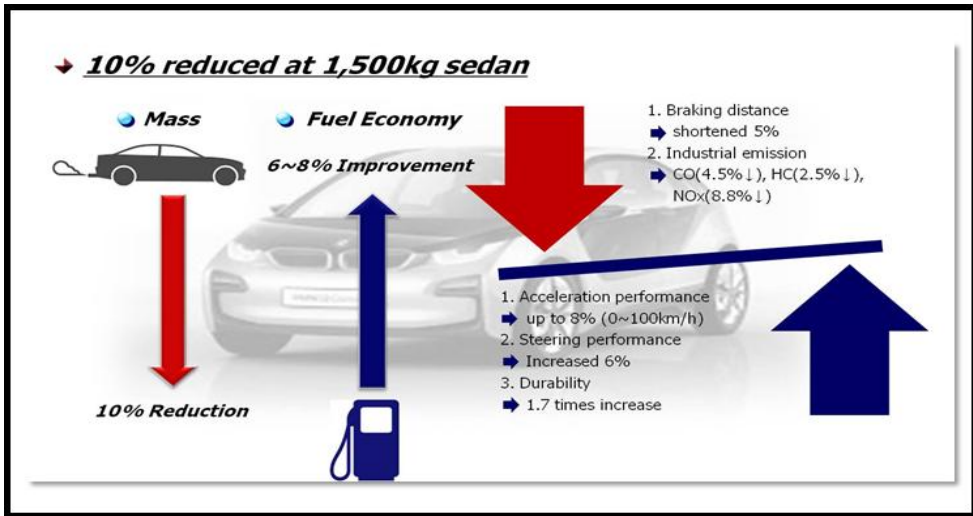 10% reduced at 1,500kg sedan
Mass
Fuel Economy
6~8% Improvement
10% Reduction
1. Braking distance
➡ shortened 5%
2. Industrial emission
➡ CO(4.5%↓), HC(2.5%↓),
NOx(8.8%↓)
1. Acceleration performance
➡ up to 8% (0~100km/h)
2. Steering performance
➡ Increased 6%
3. Durability
➡ 1.7 times increase